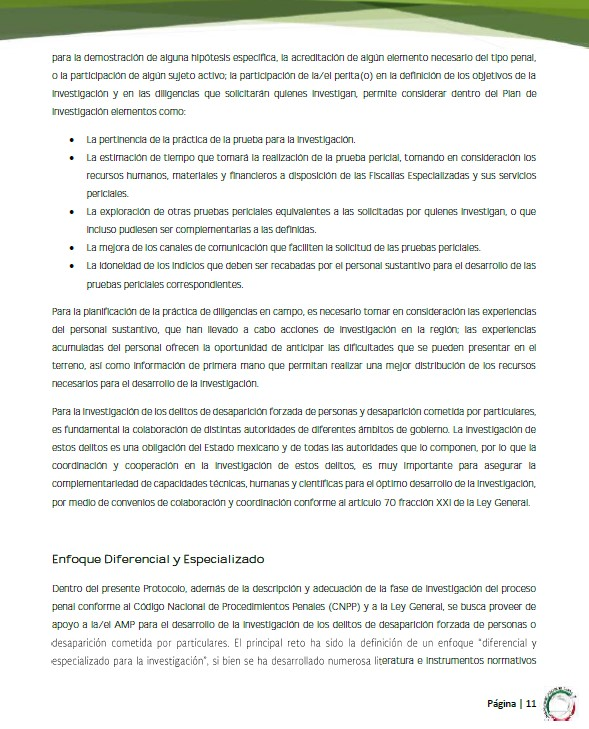 para la demostración de alguna hipótesis específica, la acreditación de algún elemento necesario del tipo penal,
o la participación de algún sujeto activo; la participación de la/el perita(o) en la definición de los objetivos de la
investigación y en las diligencias que solicitarán quienes investigan, permite considerar dentro del Plan de
Investigación elementos como:
• La pertinencia de la práctica de la prueba para la investigación.
• La estimación de tiempo que tomará la realización de la prueba pericial, tomando en consideración los
recursos humanos, materiales y financieros a disposición de las Fiscalías Especializadas y sus servicios
periciales.
• La exploración de otras pruebas periciales equivalentes a las solicitadas por quienes investigan, o que
incluso pudiesen ser complementarias a las definidas.
• La mejora de los canales de comunicación que faciliten la solicitud de las pruebas periciales.
• La idoneidad de los indicios que deben ser recabadas por el personal sustantivo para el desarrollo de las
pruebas periciales correspondientes.
Para la planificación de la práctica de diligencias en campo, es necesario tomar en consideración las experiencias
del personal sustantivo, que han llevado a cabo acciones de investigación en la región; las experiencias
acumuladas del personal ofrecen la oportunidad de anticipar las dificultades que se pueden presentar en el
terreno, así como información de primera mano que permitan realizar una mejor distribución de los recursos
necesarios para el desarrollo de la investigación.
Para la investigación de los delitos de desaparición forzada de personas y desaparición cometida por particulares,
es fundamental la colaboración de distintas autoridades de diferentes ámbitos de gobierno. La investigación de
estos delitos es una obligación del Estado mexicano y de todas las autoridades que lo componen, por lo que la
coordinación y cooperación en la investigación de estos delitos, es muy importante para asegurar la
complementariedad de capacidades técnicas, humanas y científicas para el óptimo desarrollo de la investigación,
por medio de convenios de colaboración y coordinación conforme al artículo 70 fracción XXI de la Ley General.
Enfoque Diferencial y Especializado
Dentro del presente Protocolo, además de la descripción y adecuación de la fase de investigación del proceso
penal conforme al Código Nacional de Procedimientos Penales (CNPP) y a la Ley General, se busca proveer de
apoyo a la/el AMP para el desarrollo de la investigación de los delitos de desaparición forzada de personas o
desaparición cometida por particulares. El principal reto ha sido la definición de un enfoque "diferencial y
especializado para la investigación", si bien se ha desarrollado numerosa literatura e instrumentos normativos
Página | 11